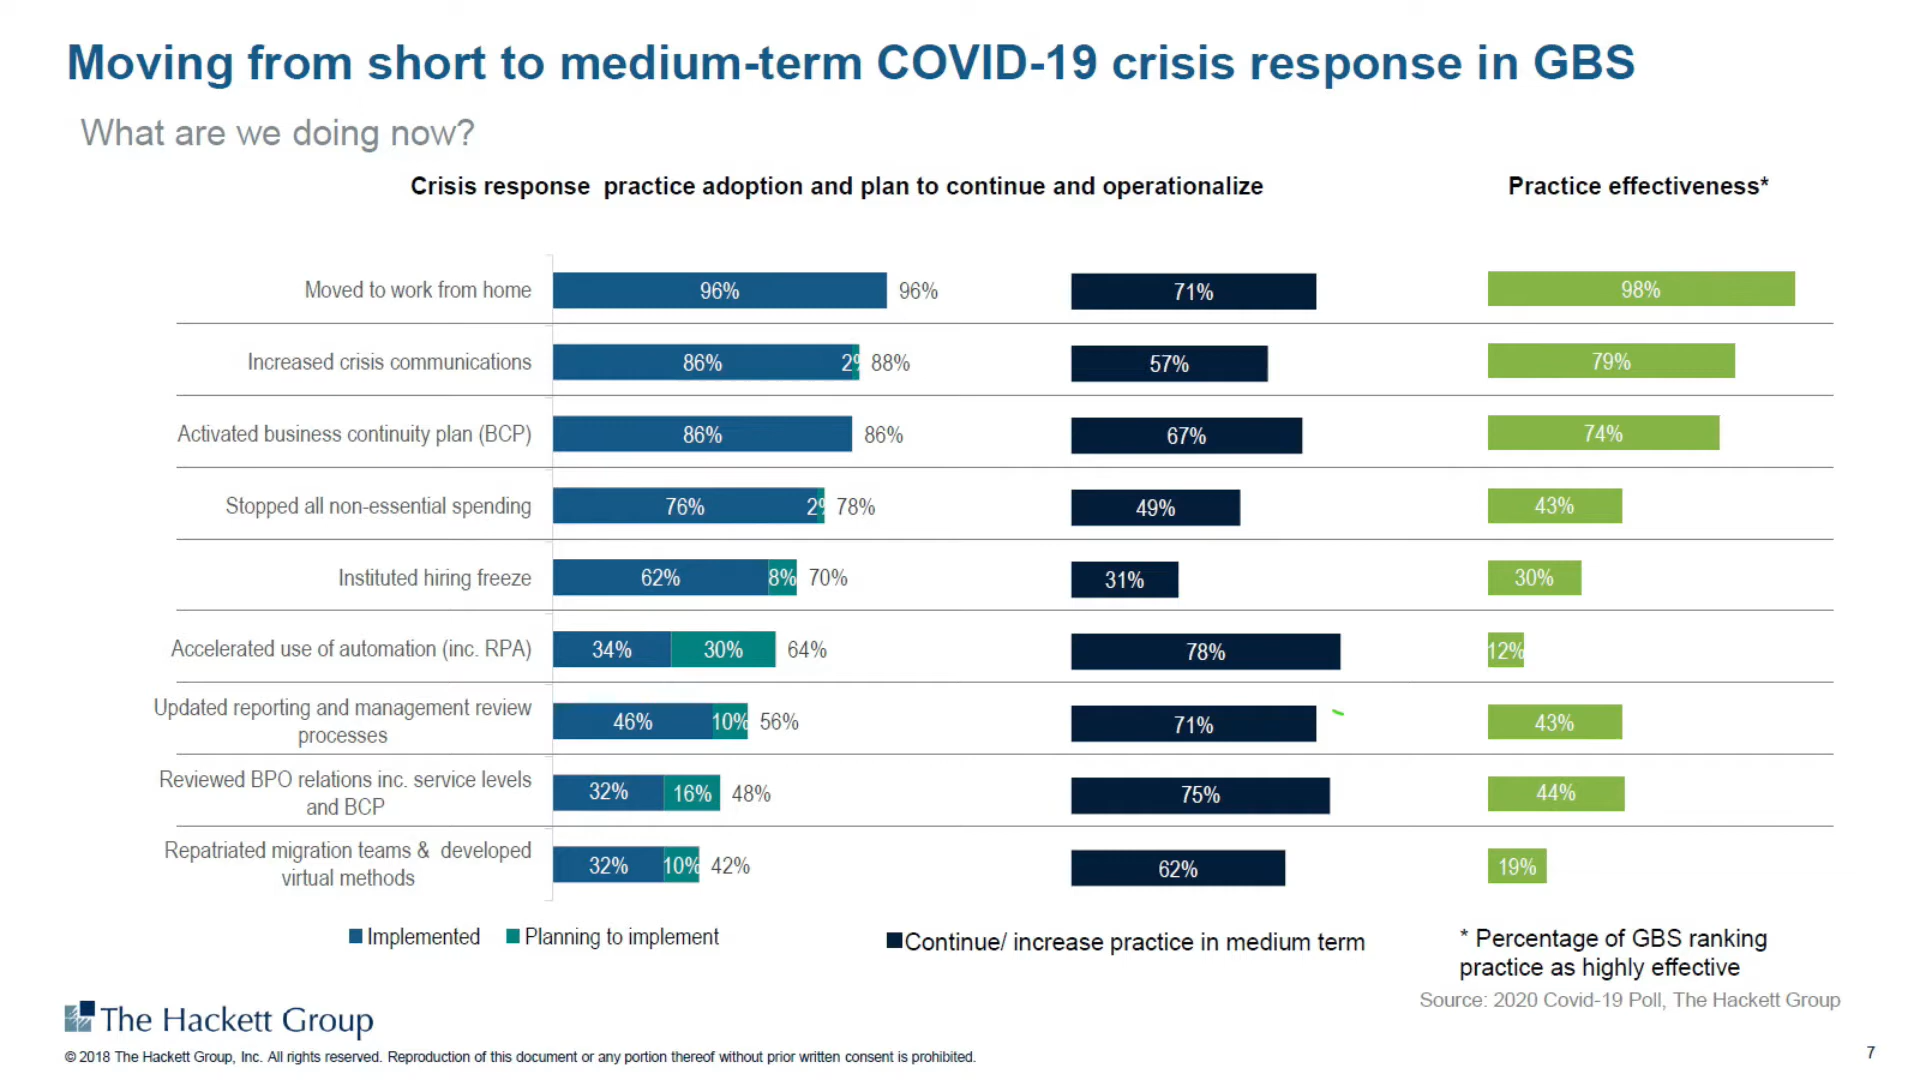 Moving from short to medium-term COVID-19 crisis response in GBS
What are we doing now?
Crisis response practice adoption and plan to continue and operationalize
Practice effectiveness*
Moved to work from home
96%
96%
71%
98%
Increased crisis communications
86%
2%
88%
57%
79%
Activated business continuity plan (BCP)
86%
86%
67%
74%
Stopped all non-essential spending
76%
2%
78%
49%
43%
Instituted hiring freeze
62%
8%
70%
31%
30%
Accelerated use of automation (inc. RPA)
34%
30%
64%
78%
12%
Updated reporting and management review
processes
46%
10%
56%
71%
43%
Reviewed BPO relations inc. service levels
and BCP
32%
16%
48%
75%
44%
Repatriated migration teams & developed
virtual methods
32%
10%
42%
62%
19%
Implemented
Planning to implement
Continue/ increase practice in medium term
* Percentage of GBS ranking
practice as highly effective
Source: 2020 Covid-19 Poll, The Hackett Group
The Hackett Group
© 2018 The Hackett Group, Inc. All rights reserved. Reproduction of this document or any portion thereof without prior written consent is prohibited.
7